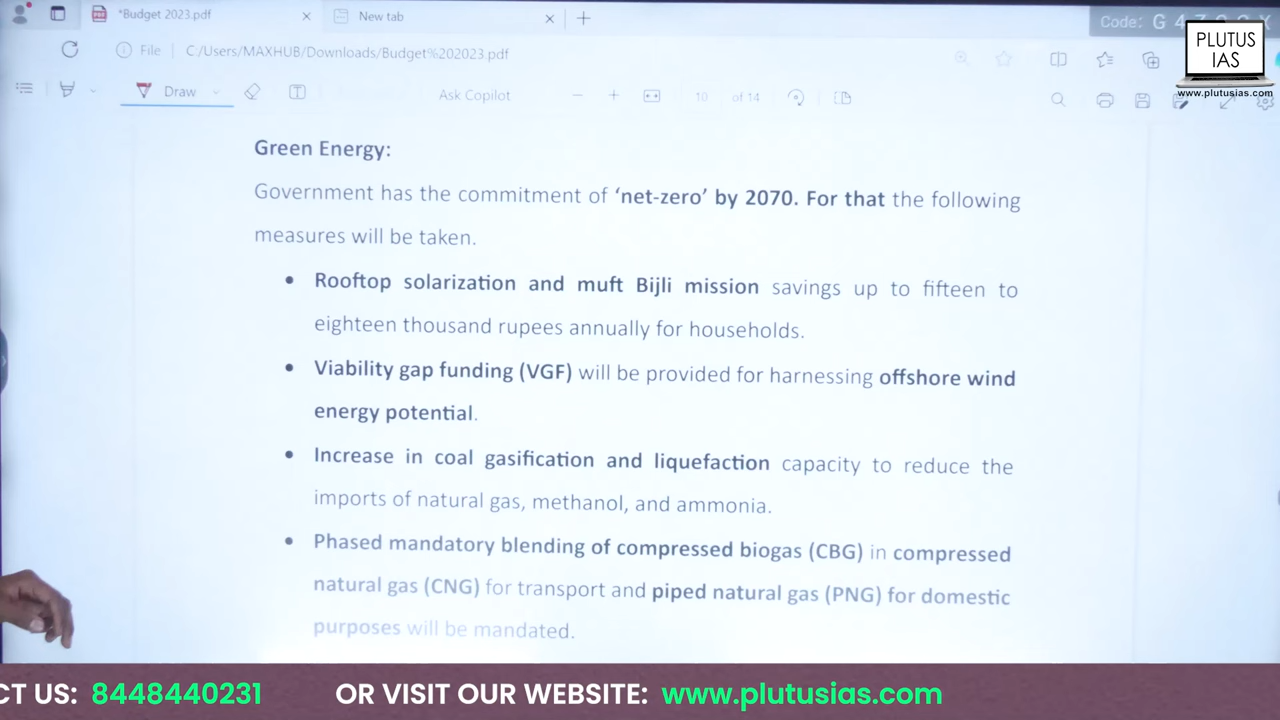 *Budget 2023.pdf
New tab
Code: G 4
PLUTUS
IAS
www.plutusias.com
File
C:/Users/MAXHUB/Downloads/Budget%202023.pdf
Draw
Ask Copilot
10 of 14
Green Energy:
Government has the commitment of ‘net-zero’ by 2070. For that the following
measures will be taken.
• Rooftop solarization and muft Bijli mission savings up to fifteen to
eighteen thousand rupees annually for households.
• Viability gap funding (VGF) will be provided for harnessing offshore wind
energy potential.
• Increase in coal gasification and liquefaction capacity to reduce the
imports of natural gas, methanol, and ammonia.
• Phased mandatory blending of compressed biogas (CBG) in compressed
natural gas (CNG) for transport and piped natural gas (PNG) for domestic
purposes will be mandated.
CT US: 8448440231 OR VISIT OUR WEBSITE: www.plutusias.com